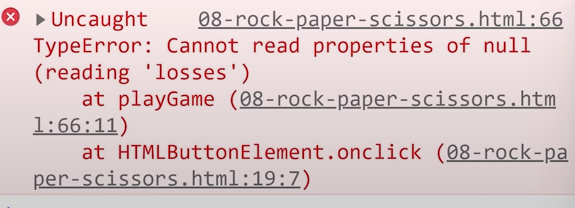 Uncaught 08-rock-paper-scissors.html:66
TypeError: Cannot read properties of null
(reading 'losses')
at playGame (08-rock-paper-scissors.htm
l:66:11)
at HTMLButtonElement.onclick (08-rock-pa
per-scissors.html:19:7)